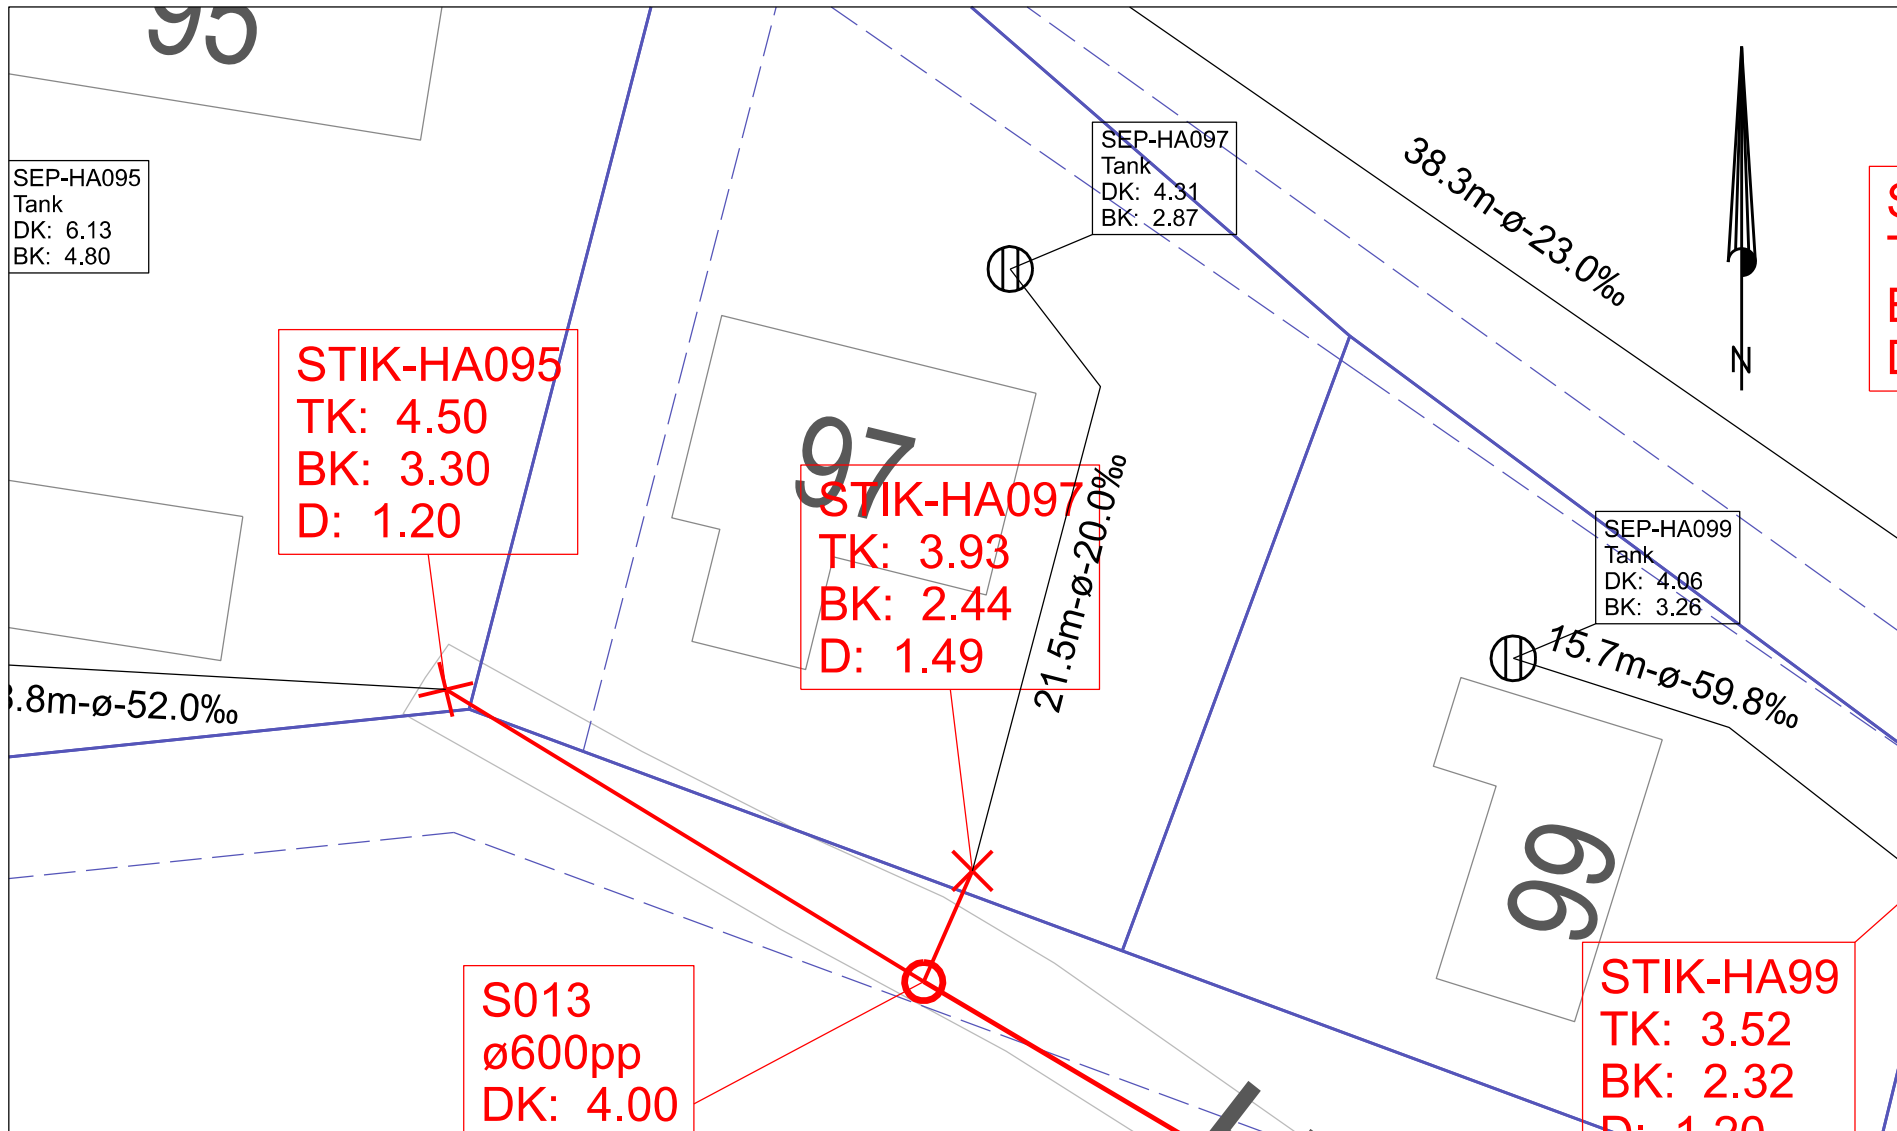 95
SEP-HA097
Tank
DK: 4.31
BK: 2.87
38.3m-ø-23.0‰
SEP-HA095
Tank
DK: 6.13
BK: 4.80
N
STIK-HA095
TK: 4.50
BK: 3.30
D: 1.20
97
STIK-HA097
TK: 3.93
BK: 2.44
D: 1.49
21.5m-ø-20.0‰
SEP-HA099
Tank
DK: 4.06
BK: 3.26
15.7m-ø-59.8‰
.8m-ø-52.0‰
99
S013
ø600pp
DK: 4.00
STIK-HA99
TK: 3.52
BK: 2.32
D: 1.20